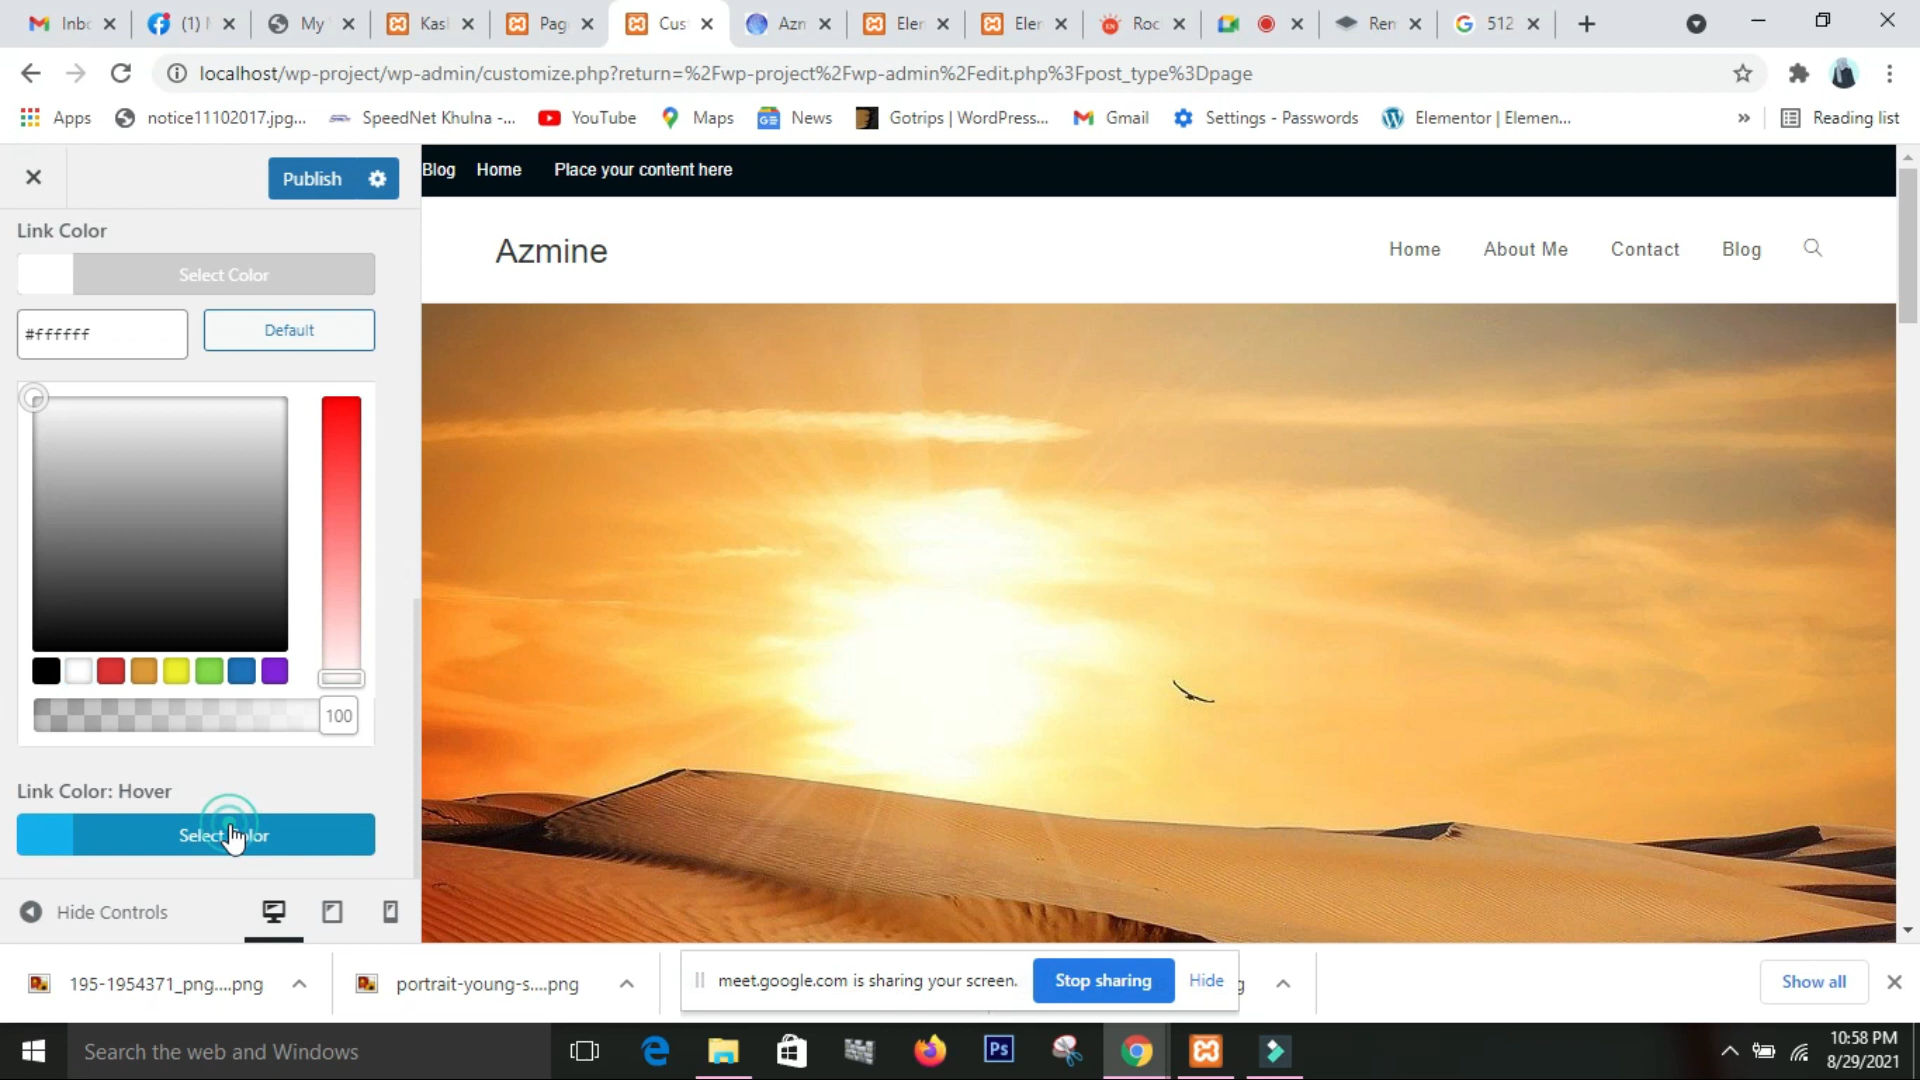 Inb
(1)
My
Kasl
Pag
Cus
Azn
Eler
Eler
Roc
Ren
512
localhost/wp-project/wp-admin/customize.php?return=%2Fwp-project%2Fwp-admin%2Fedit.php%3Fpost_type%3Dpage
Apps
notice11102017.jpg...
SpeedNet Khulna -...
YouTube
Maps
News
Gotrips | WordPress...
Gmail
Settings - Passwords
Elementor | Elemen...
»
Reading list
Publish
Blog Home Place your content here
Link Color
Select Color
#ffffff
Default
Azmine
Home About Me Contact Blog
100
Link Color: Hover
Select Color
Hide Controls
195-1954371_png....png
portrait-young-s....png
meet.google.com is sharing your screen.
Stop sharing
Hide
Show all
Search the web and Windows
Ps
10:58 PM
8/29/2021